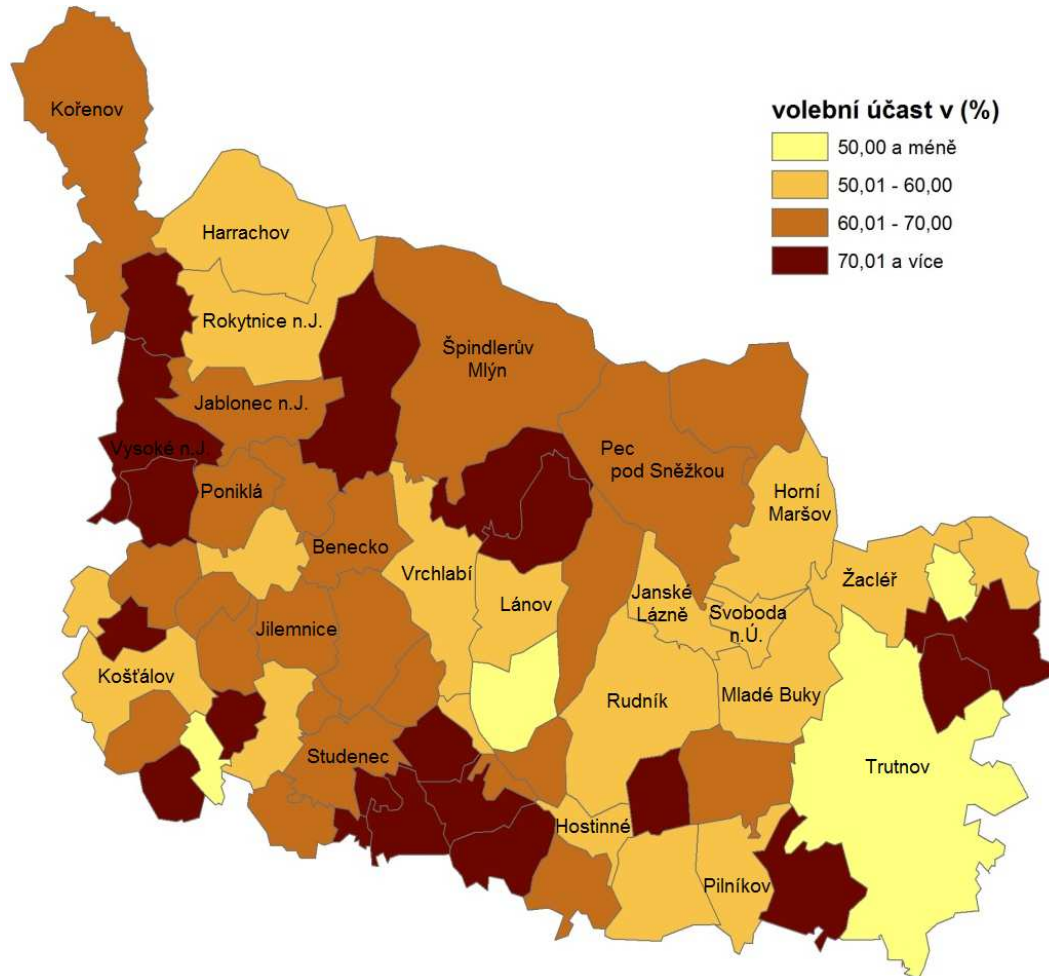 Kořenov
volební účast v (%)
50,00 a méně
50,01 - 60,00
60,01 - 70,00
70,01 a více
Harrachov
Rokytnice n.J.
Špindlerův
Mlýn
Jablonec n.J.
Vysoké n.J.
Pec
pod Sněžkou
Poniklá
Horní
Maršov
Benecko
Vrchlabí
Lánov
Janské
Lázně
Svoboda
n.Ú.
Žacléř
Jilemnice
Košťálov
Rudník
Mladé Buky
Studenec
Trutnov
Hostinné
Pilníkov